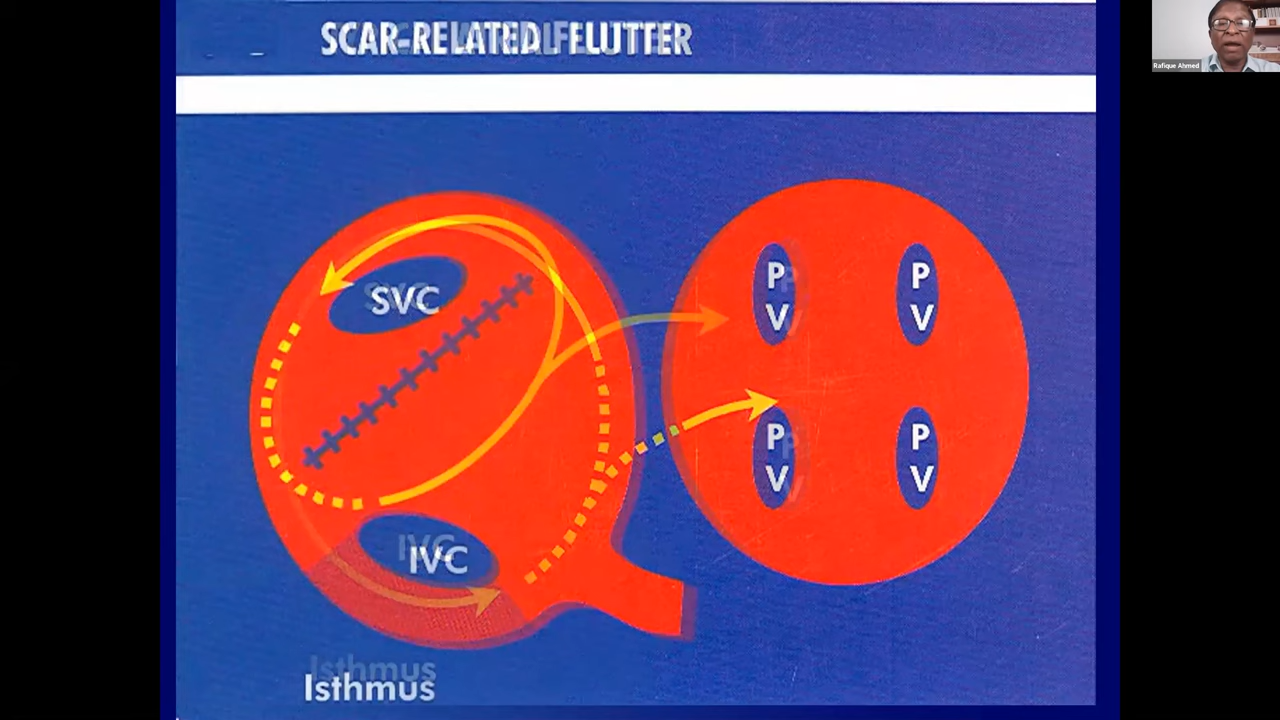 SCAR-RELATED FLUTTER
Rafique Ahmed
SVC
P
V
P
V
IVC
P
V
P
V
Isthmus